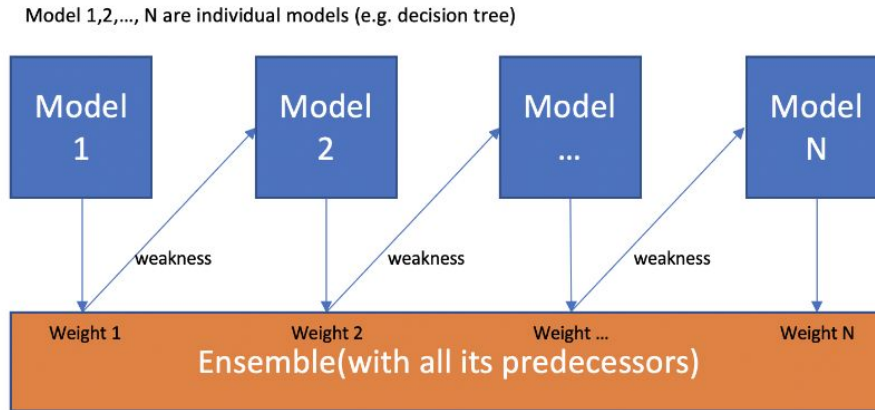 Model 1,2,..., N are individual models (e.g. decision tree)
Model
1
Model
2
Model
...
Model
N
weakness
weakness
weakness
Weight 1
Weight 2
Weight ...
Weight N
Ensemble(with all its predecessors)